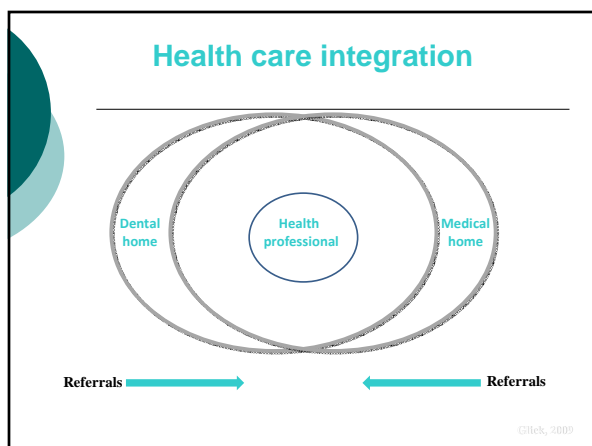 Health care integration
Dental
home
Health
professional
Medical
home
Referrals
Referrals
Glick, 2009